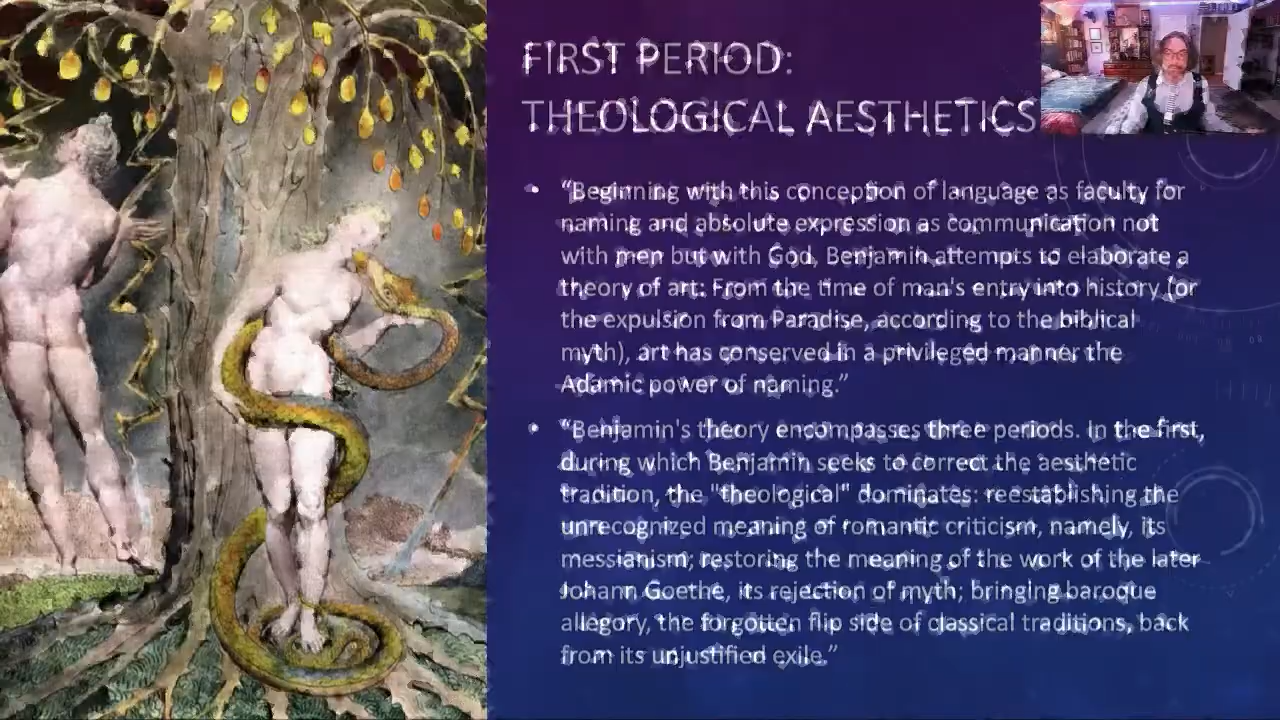 FIRST PERIOD:
THEOLOGICAL AESTHETICS
• “Beginning with this conception of language as faculty for
naming and absolute expression as communication not
with men but with God, Benjamin attempts to elaborate a
theory of art: From the time of man's entry into history (or
the expulsion from Paradise, according to the biblical
myth), art has conserved in a privileged manner the
Adamic power of naming.”
• “Benjamin's theory encompasses three periods. In the first,
during which Benjamin seeks to correct the aesthetic
tradition, the "theological" dominates: reestablishing the
unrecognized meaning of romantic criticism, namely, its
messianism; restoring the meaning of the work of the later
Johann Goethe, its rejection of myth; bringing baroque
allegory, the forgotten flip side of classical traditions, back
from its unjustified exile.”